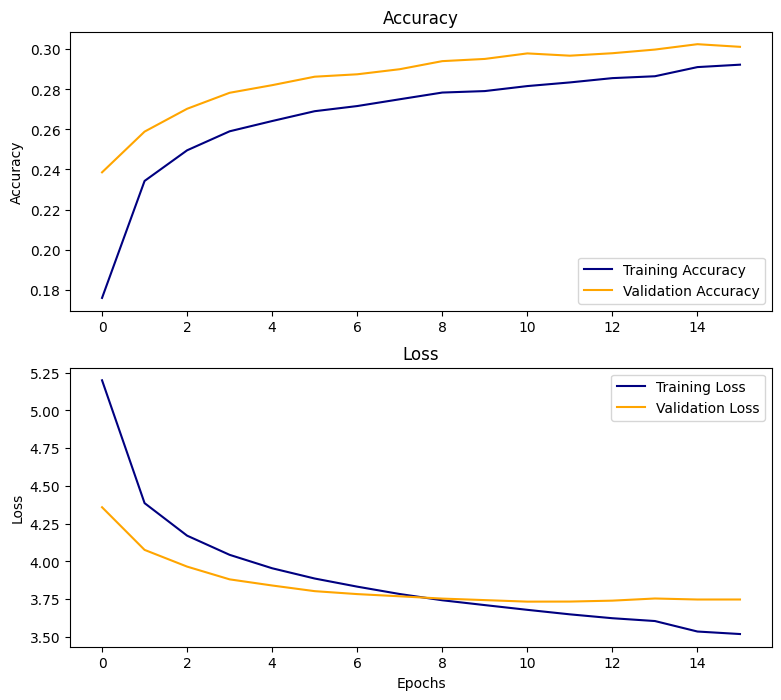 Accuracy
0.30
0.28
0.26
0.24
0.22
0.20
0.18
Accuracy
Training Accuracy
Validation Accuracy
0 2 4 6 8 10 12 14
Loss
5.25
5.00
4.75
4.50
4.25
4.00
3.75
3.50
Loss
Training Loss
Validation Loss
0 2 4 6 8 10 12 14
Epochs